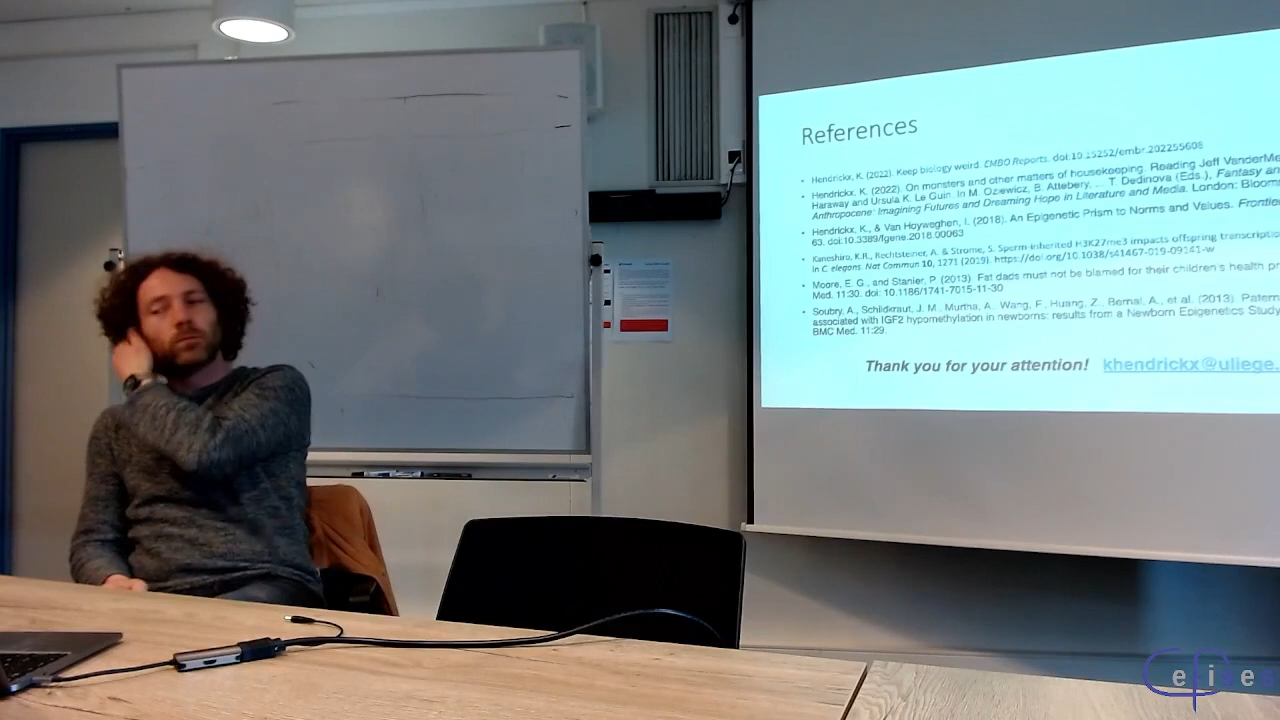 References
Hendrickx, K. (2022). Keep biology weird. EMBO Reports. doi:10.15252/embr.202255608
Hendrickx, K. (2022). On monsters and other matters of housekeeping. Reading Jeff VanderMe
Haraway and Ursula K. Le Guin. In M. Oziewicz, B. Attebery, ... T. Dedinova (Eds.), Fantasy an
Anthropocene: Imagining Futures and Dreaming Hope in Literature and Media. London: Bloom
Hendrickx, K., & Van Hoyweghen, I. (2018). An Epigenetic Prism to Norms and Values. Frontie
63. doi:10.3389/fgene.2018.00063
Kaneshiro, K.R., Rechtsteiner, A. & Strome, S. Sperm-inherited H3K27me3 impacts offspring transcriptio
in C. elegans. Nat Commun 10, 1271 (2019). https://doi.org/10.1038/s41467-019-09141-w
Moore, E. G., and Stanier, P. (2013). Fat dads must not be blamed for their children's health pr
Med. 11:30. doi: 10.1186/1741-7015-11-30
Soubry, A., Schildkraut, J. M., Murtha, A., Wang, F., Huang, Z., Bernal, A., et al. (2013). Patern
associated with IGF2 hypomethylation in newborns: results from a Newborn Epigenetics Study
BMC Med. 11:29.
Thank you for your attention! khendrickx@uliege.